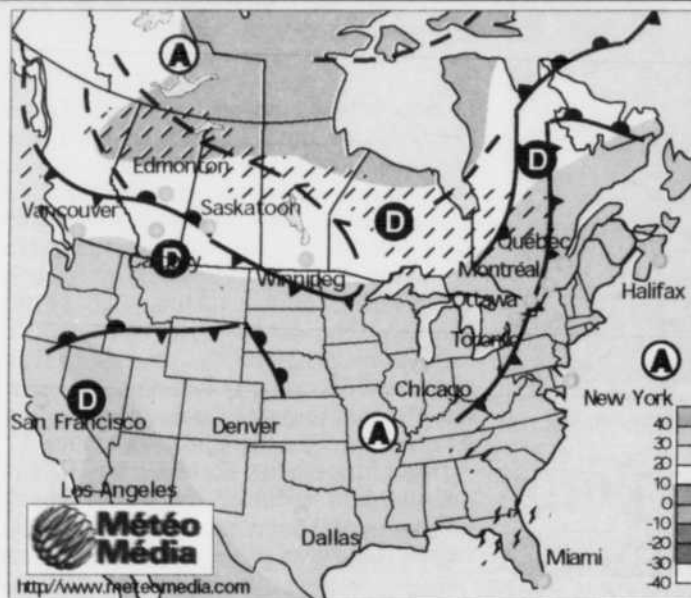 A
Edmonton
D
Vancouver
Saskatoon
D
D
Calgary
Winnipeg
Québec
Montréal
Ottawa
Halifax
Toronto
A
Chicago
New York
D
San Francisco
Denver
A
40
30
20
10
0
-10
-20
-30
-40
Los Angeles
Dallas
Miami
Météo
Média
http://www.meteomedia.com